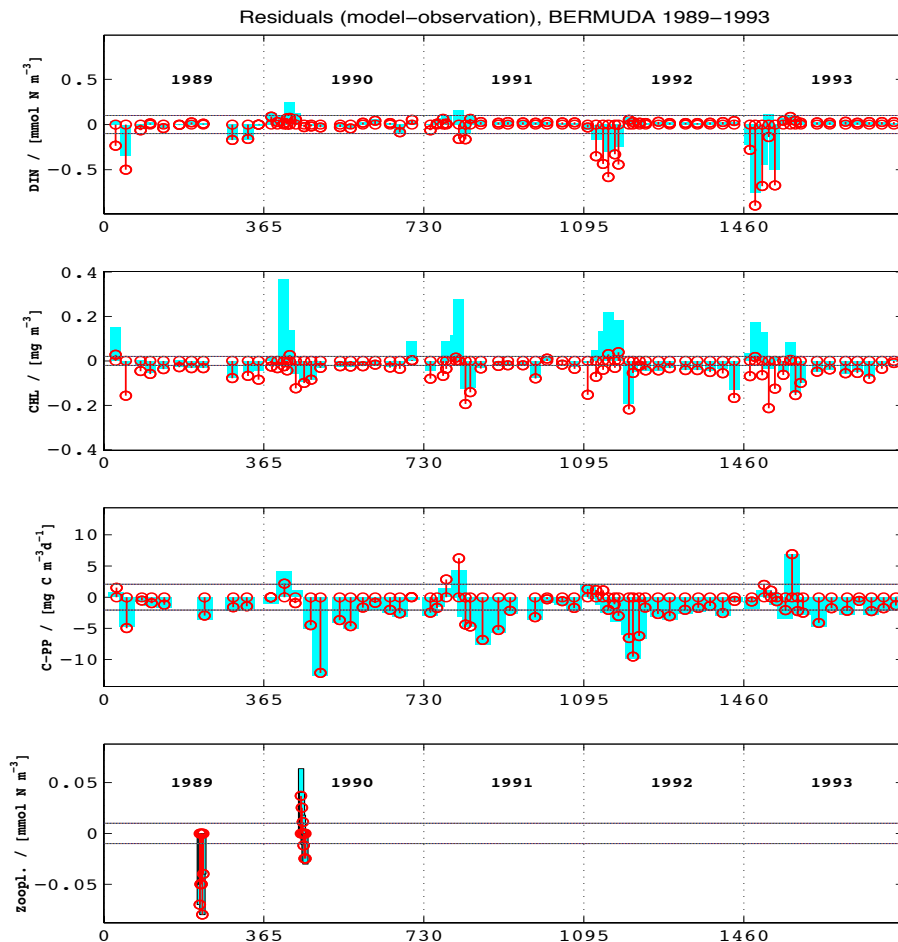 Residuals (model−observation), BERMUDA 1989−1993
DIN / [mmol N m⁻³]
0.5
0
−0.5
1989 1990 1991 1992 1993
0 365 730 1095 1460
CHL / [mg m⁻³]
0.4
0.2
0
−0.2
−0.4
0 365 730 1095 1460
C-PP / [mg C m⁻³d⁻¹]
10
5
0
−5
−10
0 365 730 1095 1460
Zoopl. / [mmol N m⁻³]
0.05
0
−0.05
1989 1990 1991 1992 1993
0 365 730 1095 1460